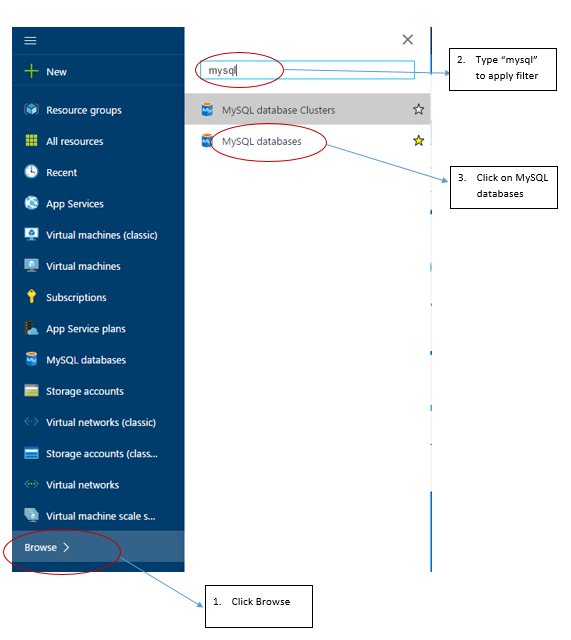 New
Resource groups
All resources
Recent
App Services
Virtual machines (classic)
Virtual machines
Subscriptions
App Service plans
MySQL databases
Storage accounts
Virtual networks (classic)
Storage accounts (class...
Virtual networks
Virtual machine scale s...
Browse
mysql
MySQL database Clusters
MySQL databases
2. Type “mysql”
to apply filter
3. Click on MySQL
databases
1. Click Browse